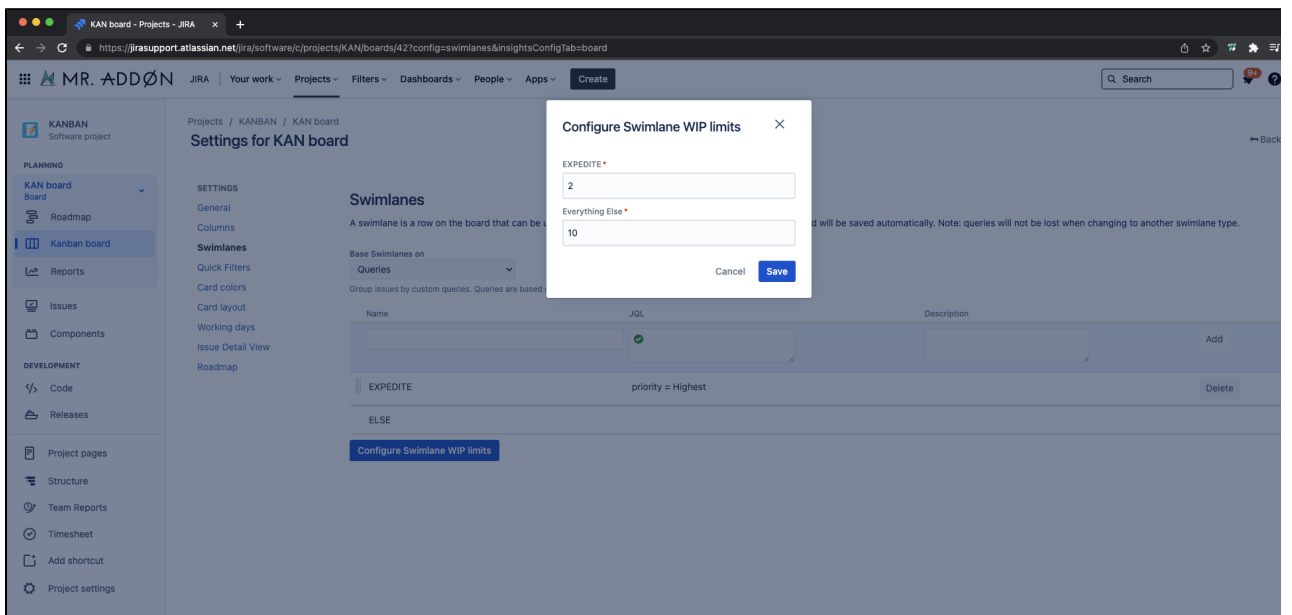 KAN board - Projects - JIRA
https://jirasupport.atlassian.net/jira/software/c/projects/KAN/boards/42?config=swimlanes&insightsConfigTab=board
MR. ADDØN JIRA Your work Projects Filters Dashboards People Apps Create Search 9+
KANBAN
Software project
PLANNING
KAN board
Board
Roadmap
Kanban board
Reports
Issues
Components
DEVELOPMENT
Code
Releases
Project pages
Structure
Team Reports
Timesheet
Add shortcut
Project settings
Projects / KANBAN / KAN board
Settings for KAN board
Back
SETTINGS
General
Columns
Swimlanes
Quick Filters
Card colors
Card layout
Working days
Issue Detail View
Roadmap
Swimlanes
A swimlane is a row on the board that can be d will be saved automatically. Note: queries will not be lost when changing to another swimlane type.
Base Swimlanes on
Queries
Group issues by custom queries. Queries are based
Name JQL Description
Add
EXPEDITE priority = Highest Delete
ELSE
Configure Swimlane WIP limits
Configure Swimlane WIP limits
EXPEDITE *
2
Everything Else *
10
Cancel Save